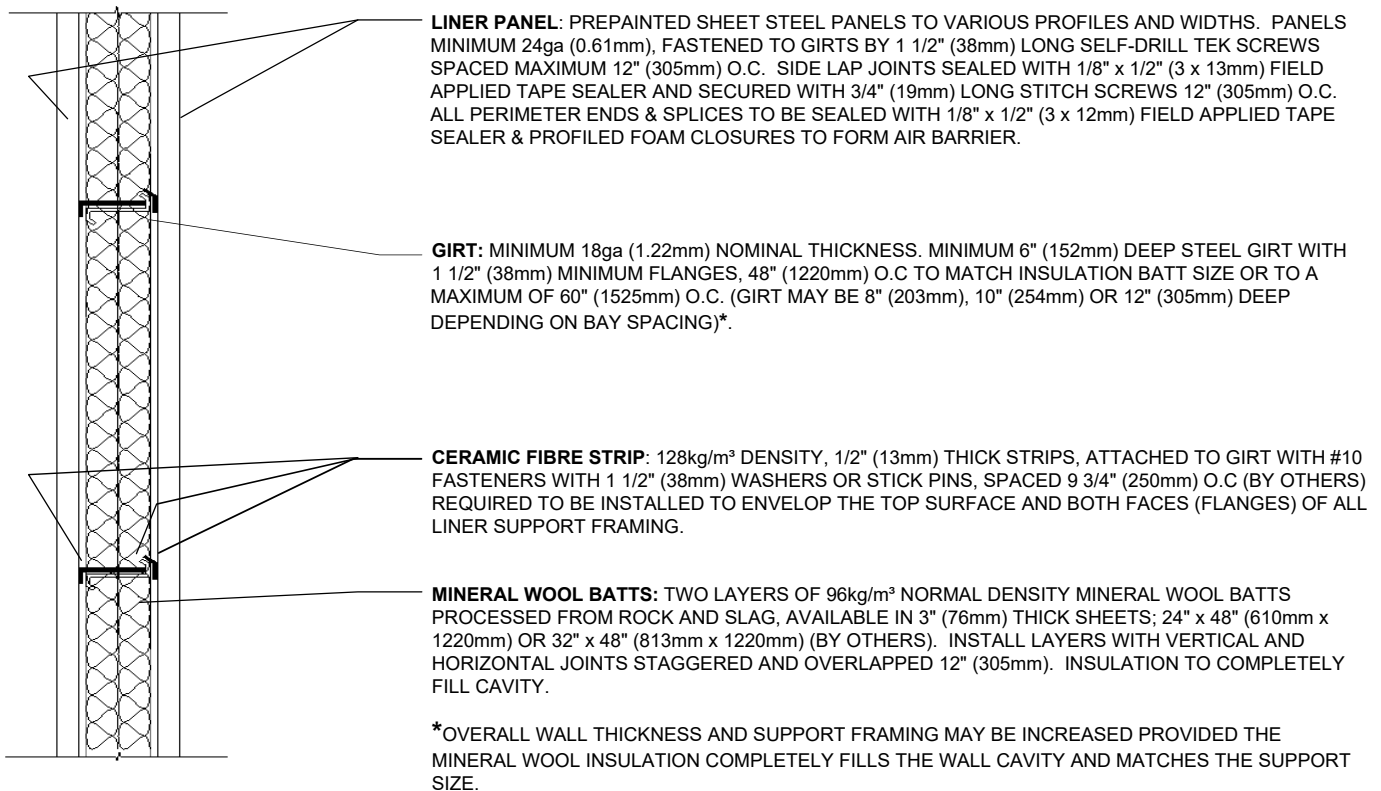 LINER PANEL: PREPAINTED SHEET STEEL PANELS TO VARIOUS PROFILES AND WIDTHS. PANELS
MINIMUM 24ga (0.61mm), FASTENED TO GIRTS BY 1 1/2" (38mm) LONG SELF-DRILL TEK SCREWS
SPACED MAXIMUM 12" (305mm) O.C. SIDE LAP JOINTS SEALED WITH 1/8" x 1/2" (3 x 13mm) FIELD
APPLIED TAPE SEALER AND SECURED WITH 3/4" (19mm) LONG STITCH SCREWS 12" (305mm) O.C.
ALL PERIMETER ENDS & SPLICES TO BE SEALED WITH 1/8" x 1/2" (3 x 12mm) FIELD APPLIED TAPE
SEALER & PROFILED FOAM CLOSURES TO FORM AIR BARRIER.
GIRT: MINIMUM 18ga (1.22mm) NOMINAL THICKNESS. MINIMUM 6" (152mm) DEEP STEEL GIRT WITH
1 1/2" (38mm) MINIMUM FLANGES, 48" (1220mm) O.C TO MATCH INSULATION BATT SIZE OR TO A
MAXIMUM OF 60" (1525mm) O.C. (GIRT MAY BE 8" (203mm), 10" (254mm) OR 12" (305mm) DEEP
DEPENDING ON BAY SPACING)*.
CERAMIC FIBRE STRIP: 128kg/m³ DENSITY, 1/2" (13mm) THICK STRIPS, ATTACHED TO GIRT WITH #10
FASTENERS WITH 1 1/2" (38mm) WASHERS OR STICK PINS, SPACED 9 3/4" (250mm) O.C (BY OTHERS)
REQUIRED TO BE INSTALLED TO ENVELOP THE TOP SURFACE AND BOTH FACES (FLANGES) OF ALL
LINER SUPPORT FRAMING.
MINERAL WOOL BATTS: TWO LAYERS OF 96kg/m³ NORMAL DENSITY MINERAL WOOL BATTS
PROCESSED FROM ROCK AND SLAG, AVAILABLE IN 3" (76mm) THICK SHEETS; 24" x 48" (610mm x
1220mm) OR 32" x 48" (813mm x 1220mm) (BY OTHERS). INSTALL LAYERS WITH VERTICAL AND
HORIZONTAL JOINTS STAGGERED AND OVERLAPPED 12" (305mm). INSULATION TO COMPLETELY
FILL CAVITY.
*OVERALL WALL THICKNESS AND SUPPORT FRAMING MAY BE INCREASED PROVIDED THE
MINERAL WOOL INSULATION COMPLETELY FILLS THE WALL CAVITY AND MATCHES THE SUPPORT
SIZE.